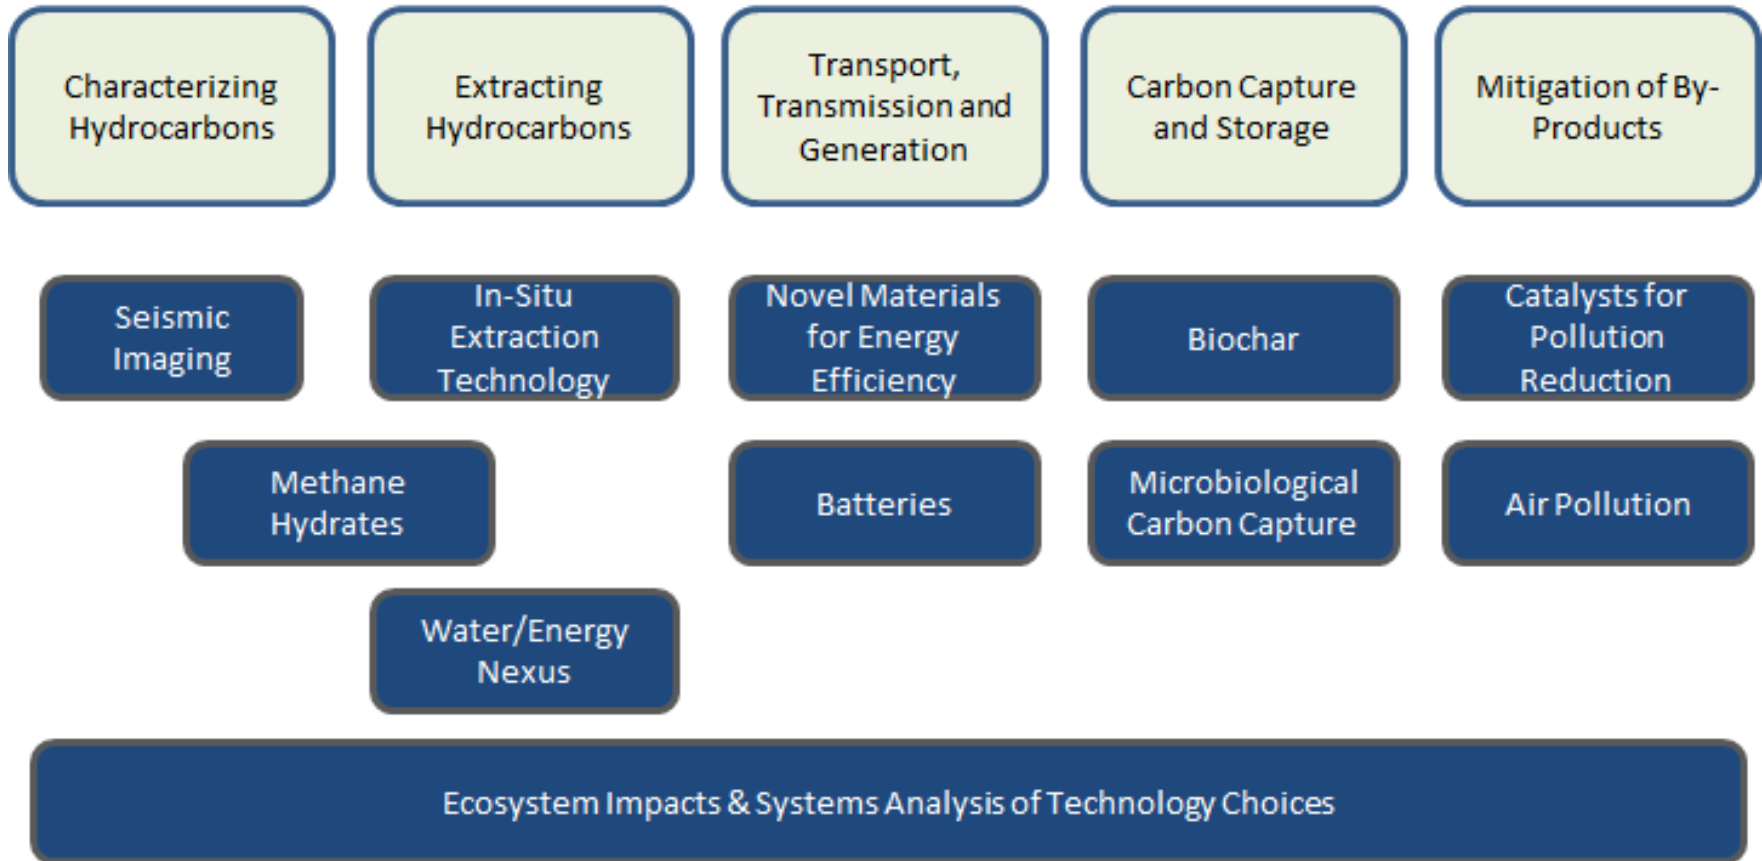 Characterizing
Hydrocarbons
Extracting
Hydrocarbons
Transport,
Transmission and
Generation
Carbon Capture
and Storage
Mitigation of By-
Products
Seismic
Imaging
In-Situ
Extraction
Technology
Novel Materials
for Energy
Efficiency
Biochar
Catalysts for
Pollution
Reduction
Methane
Hydrates
Batteries
Microbiological
Carbon Capture
Air Pollution
Water/Energy
Nexus
Ecosystem Impacts & Systems Analysis of Technology Choices